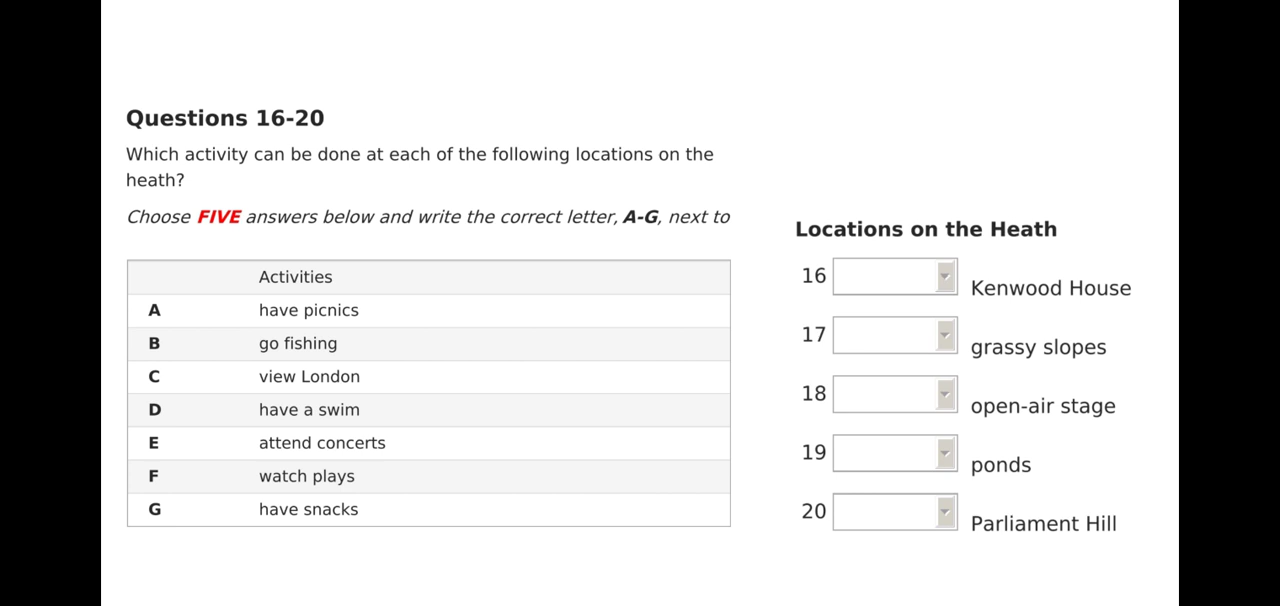 Questions 16-20
Which activity can be done at each of the following locations on the
heath?
Choose FIVE answers below and write the correct letter, A-G, next to
Activities
A have picnics
B go fishing
C view London
D have a swim
E attend concerts
F watch plays
G have snacks
Locations on the Heath
16 Kenwood House
17 grassy slopes
18 open-air stage
19 ponds
20 Parliament Hill